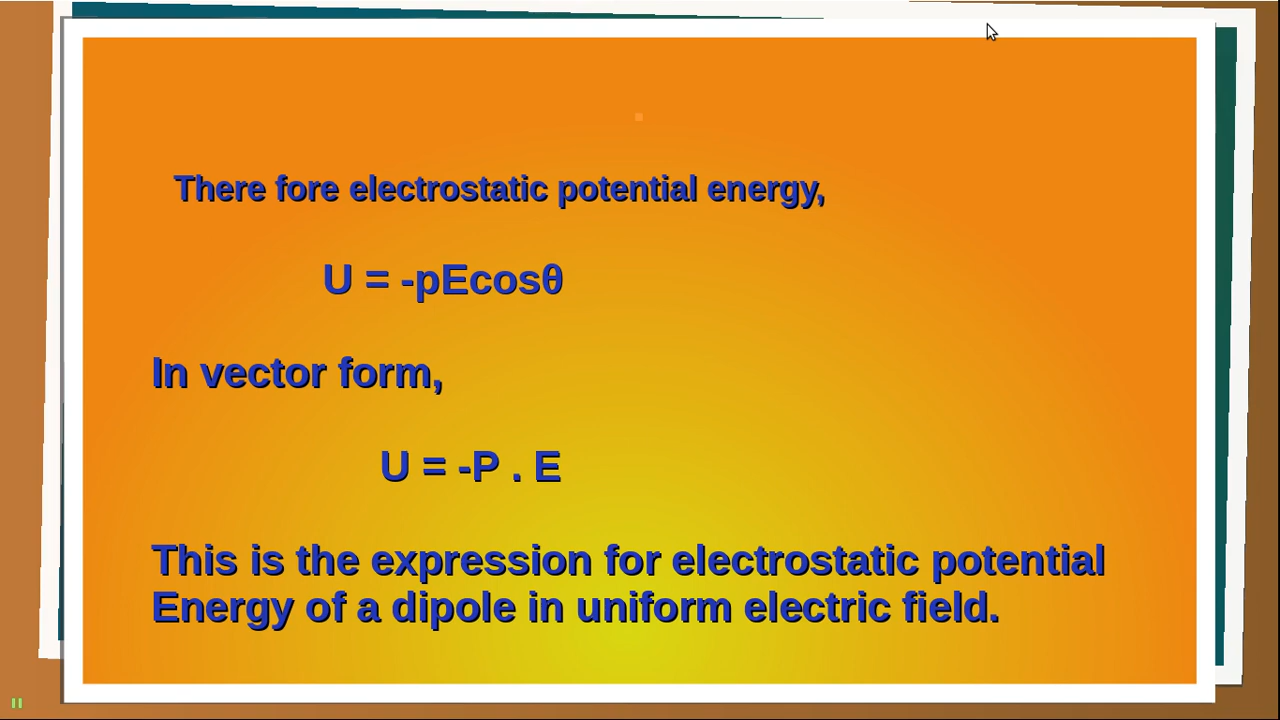 There fore electrostatic potential energy,
U = -pEcosθ
In vector form,
U = -P . E
This is the expression for electrostatic potential
Energy of a dipole in uniform electric field.